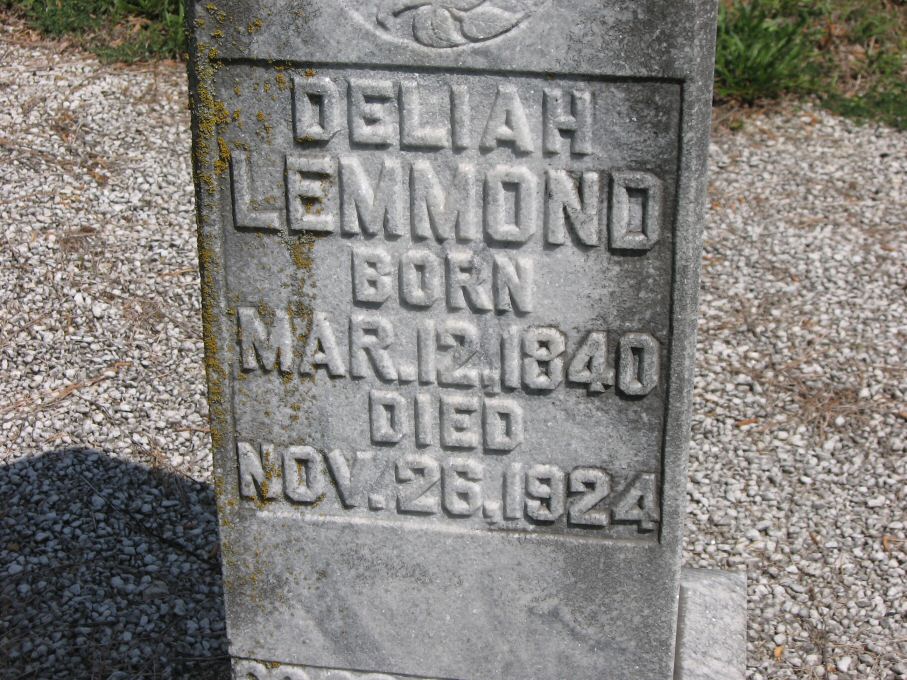 DELIAH
LEMMOND
BORN
MAR.12.1840
DIED
NOV.26.1924